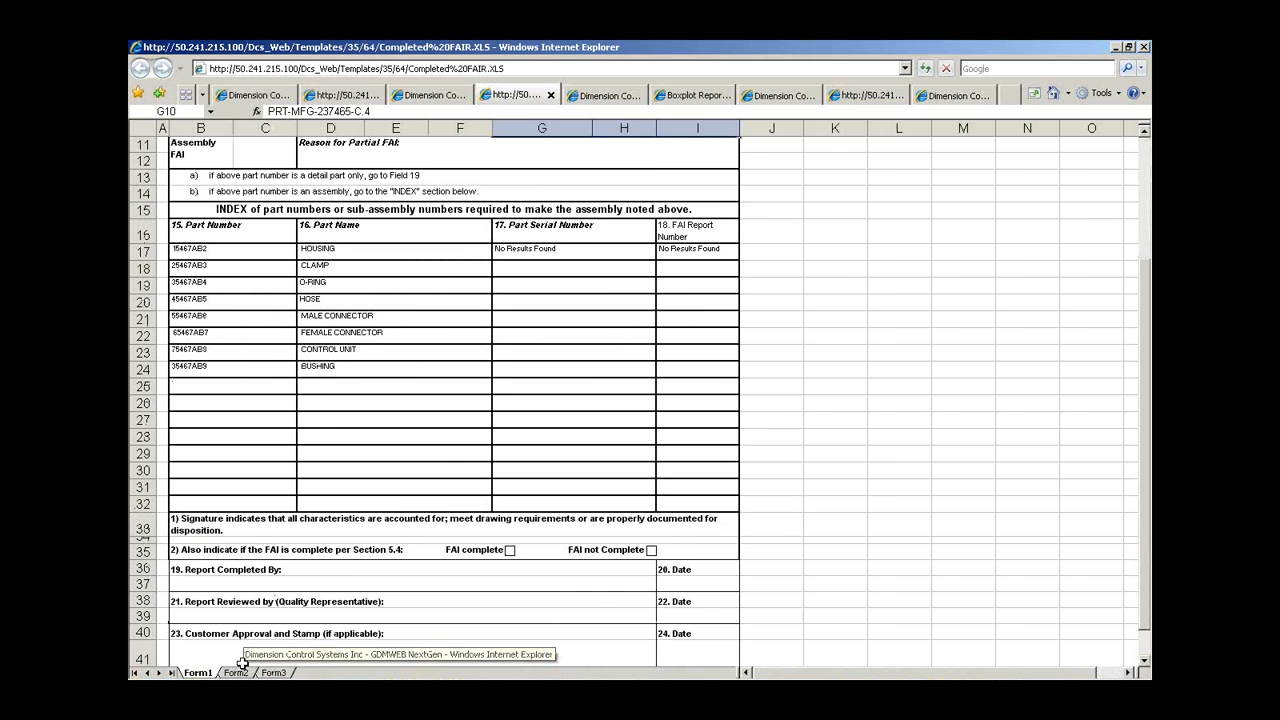 http://50.241.215.100/Dcs_Web/Templates/35/64/Completed%20FAIR.XLS - Windows Internet Explorer
http://50.241.215.100/Dcs_Web/Templates/35/64/Completed%20FAIR.XLS
Google
Dimension Co... http://50.241... Dimension Co... http://50.... Dimension Co... Boxplot Repor... Dimension Co... http://50.241... Dimension Co... Tools
G10 fx PRT-MFG-237465-C.4
A B C D E F G H I J K L M N O
11 Assembly Reason for Partial FAI:
12 FAI
13 a) if above part number is a detail part only, go to Field 19
14 b). if above part number is an assembly, go to the "INDEX" section below.
15 INDEX of part numbers or sub-assembly numbers required to make the assembly noted above.
16 15. Part Number 16. Part Name 17. Part Serial Number 18. FAI Report Number
17 15467AB2 HOUSING No Results Found No Results Found
18 25467AB3 CLAMP
19 35467AB4 O-RING
20 45467AB5 HOSE
21 55467AB6 MALE CONNECTOR
22 65467AB7 FEMALE CONNECTOR
23 75467AB8 CONTROL UNIT
24 35467AB9 BUSHING
25
26
27
28
29
30
31
32
33 1) Signature indicates that all characteristics are accounted for; meet drawing requirements or are properly documented for
disposition.
34
35 2) Also indicate if the FAI is complete per Section 5.4: FAI complete FAI not Complete
36 19. Report Completed By: 20. Date
37
38 21. Report Reviewed by (Quality Representative): 22. Date
39
40 23. Customer Approval and Stamp (if applicable): 24. Date
41
Dimension Control Systems Inc - GDMWEB NextGen - Windows Internet Explorer
Form1 Form2 Form3